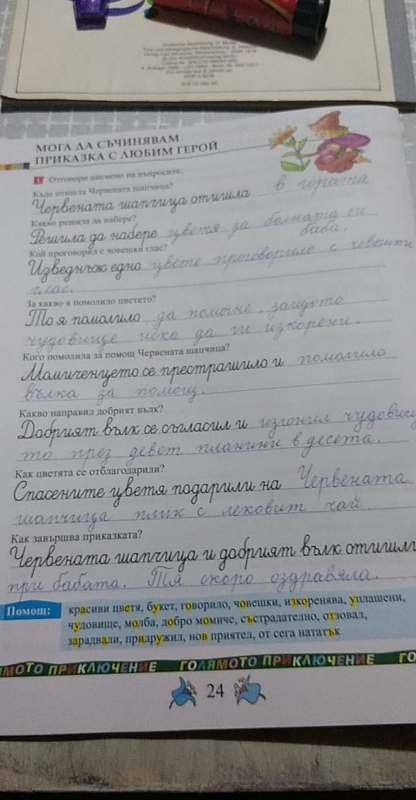 МОГА ДА СЪЧИНЯВАМ
ПРИКАЗКА С ЛЮБИМ ГЕРОЙ
1 Отговори писмено на въпросите.
Къде отишла Червената шапчица?
Червената шапчица отишла в гората
Какво решила да набере?
Решила да набере цветя за болната си
баба.
Кой проговорил с човешки глас?
Изведнъж едно цвете проговорило с човешки
глас.
За какво я помолило цветето?
То я помолило да помогне, защото
чудовище иска да ги изкорени.
Кого помолила за помощ Червената шапчица?
Момиченцето се престрашило и помолило
вълка за помощ.
Какво направил добрият вълк?
Добрият вълк се съгласил и изгонил чудовище
то през девет планини в десета.
Как цветята се отблагодарили?
Спасените цветя подарили на Червената
шапчица плик с лековит чай.
Как завършва приказката?
Червената шапчица и добрият вълк отишли
при бабата. Тя скоро оздравяла.
Помощ: красиви цветя, букет, говорило, човешки, изкоренява, уплашени,
чудовище, молба, добро момиче, състрадателно, отговал,
зарадвали, придружил, нов приятел, от сега нататък
ЯМОТО ПРИКЛЮЧЕНИЕ ГОЛЯМОТО ПРИКЛЮЧЕНИЕ ГО
24